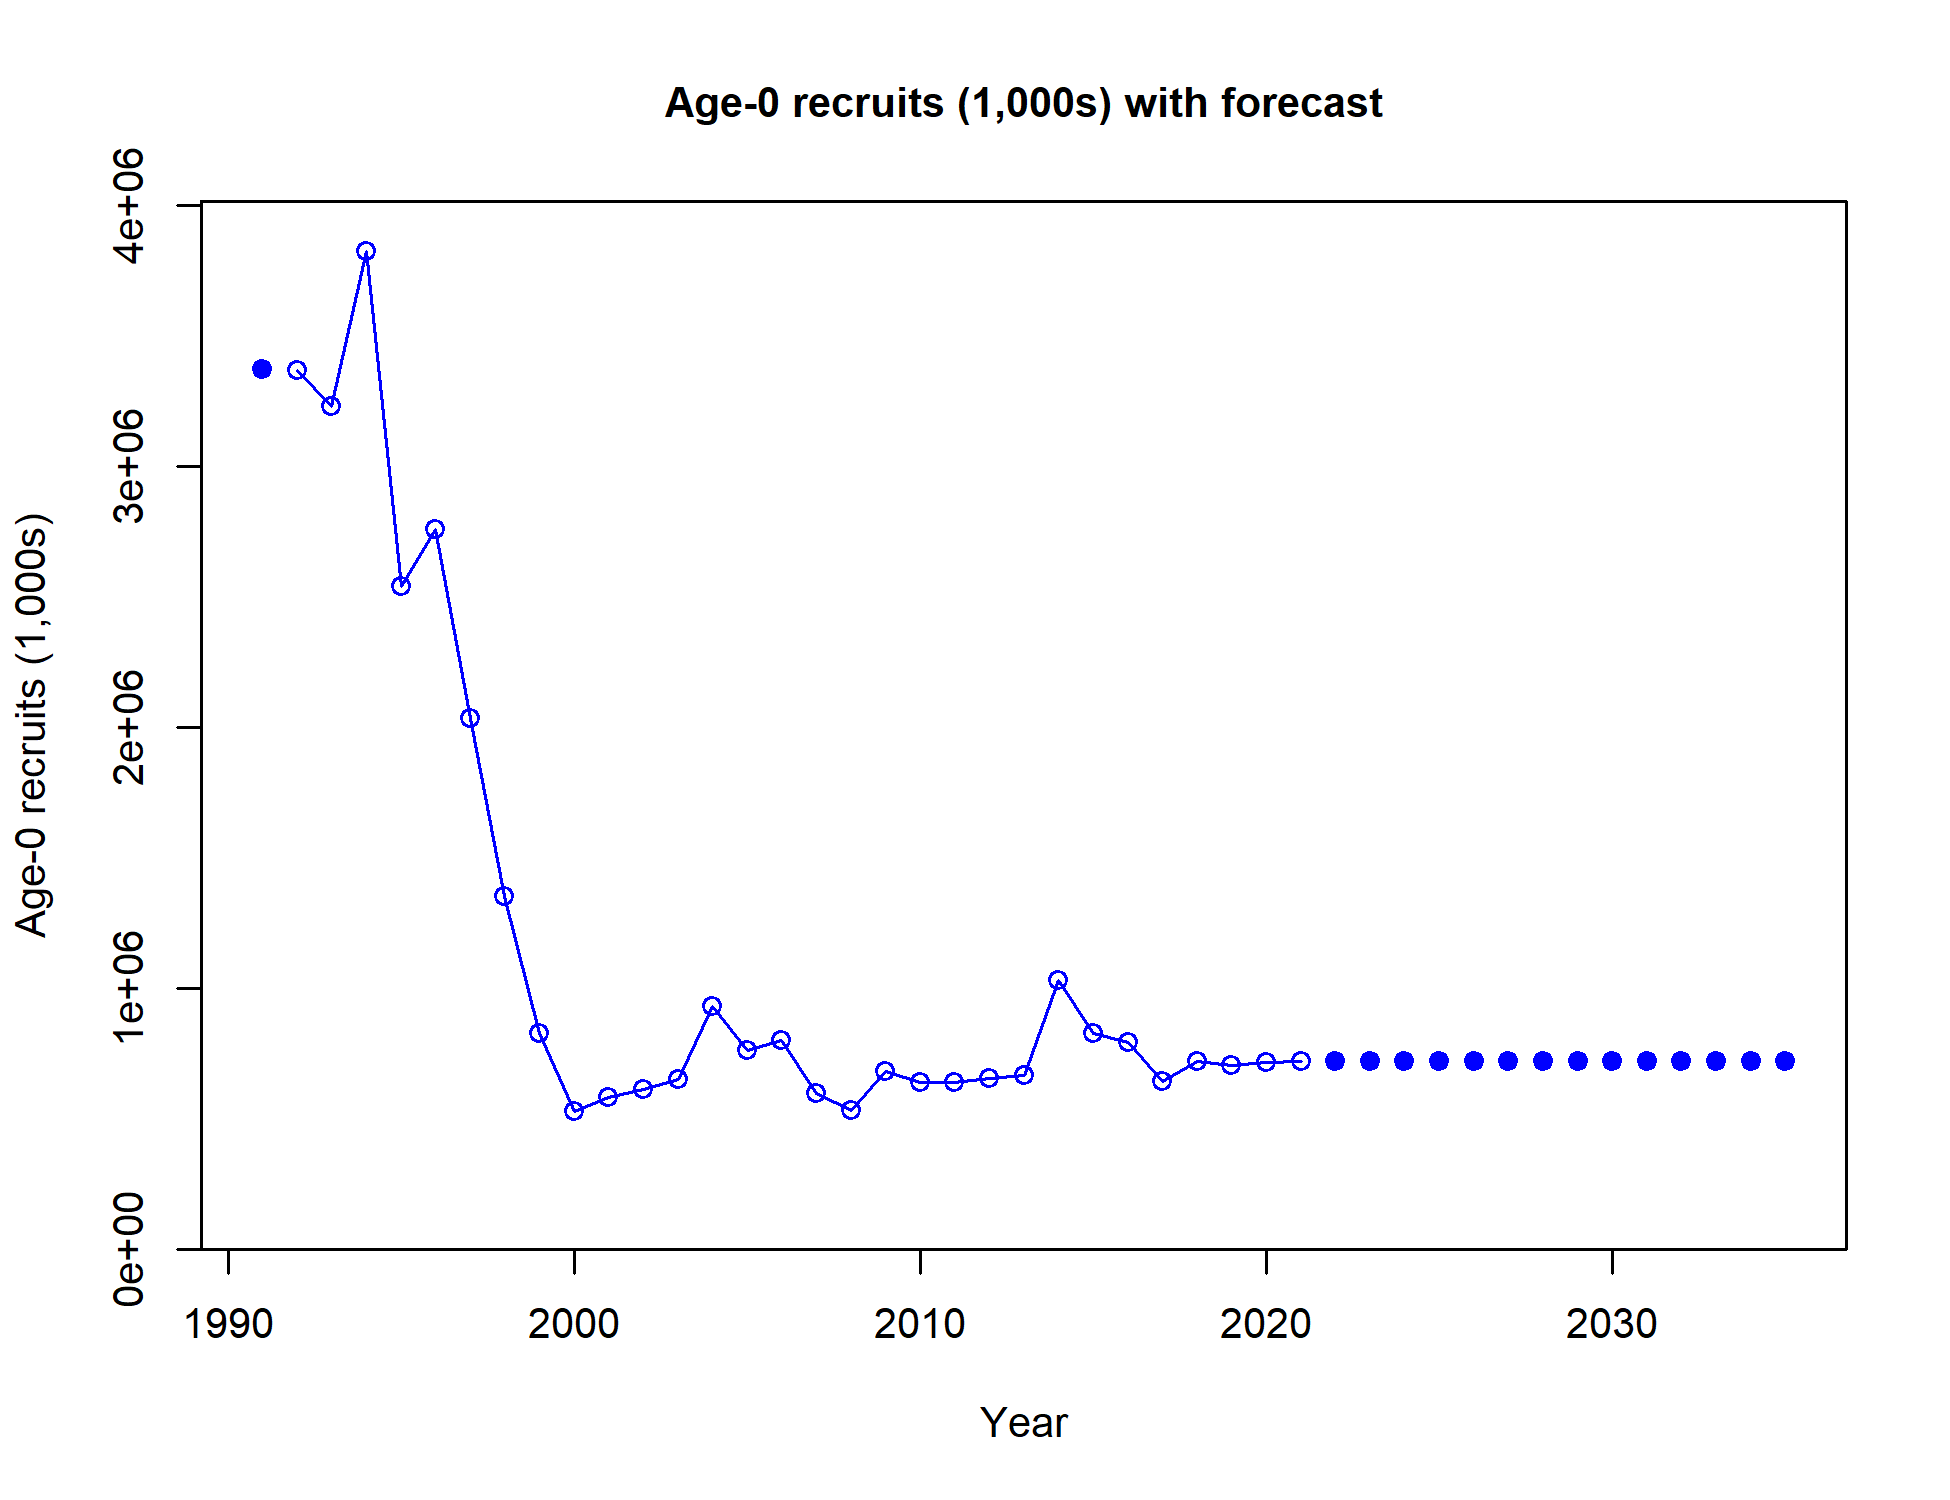 Age-0 recruits (1,000s) with forecast
Age-0 recruits (1,000s)
4e+06
3e+06
2e+06
1e+06
0e+00
1990 2000 2010 2020 2030
Year